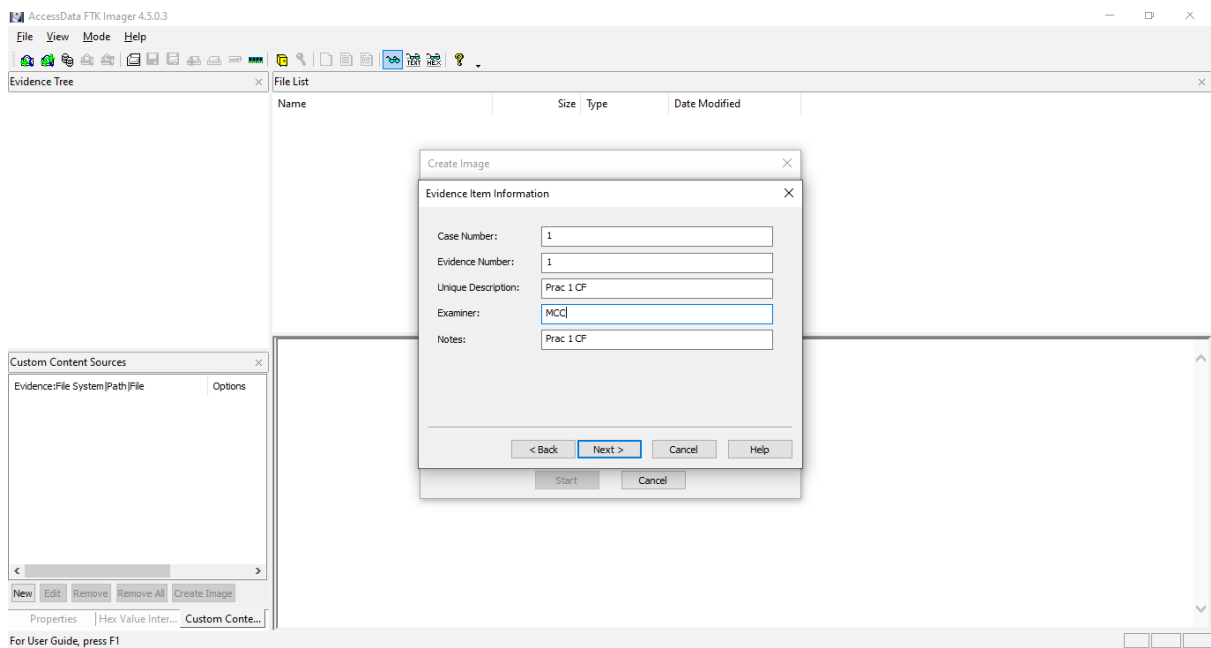 AccessData FTK Imager 4.5.0.3
File View Mode Help
TEXT HEX
Evidence Tree
File List
Name Size Type Date Modified
Create Image
Evidence Item Information
Case Number: 1
Evidence Number: 1
Unique Description: Prac 1 CF
Examiner: MCC
Notes: Prac 1 CF
< Back Next > Cancel Help
Start Cancel
Custom Content Sources
Evidence:File System|Path|File Options
New Edit Remove Remove All Create Image
Properties Hex Value Inter... Custom Conte...
For User Guide, press F1